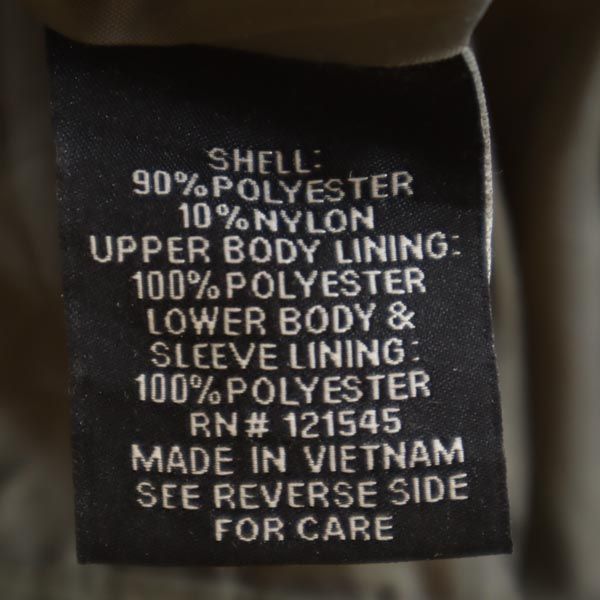 SHELL:
90% POLYESTER
10% NYLON
UPPER BODY LINING:
100% POLYESTER
LOWER BODY &
SLEEVE LINING:
100% POLYESTER
RN# 121545
MADE IN VIETNAM
SEE REVERSE SIDE
FOR CARE